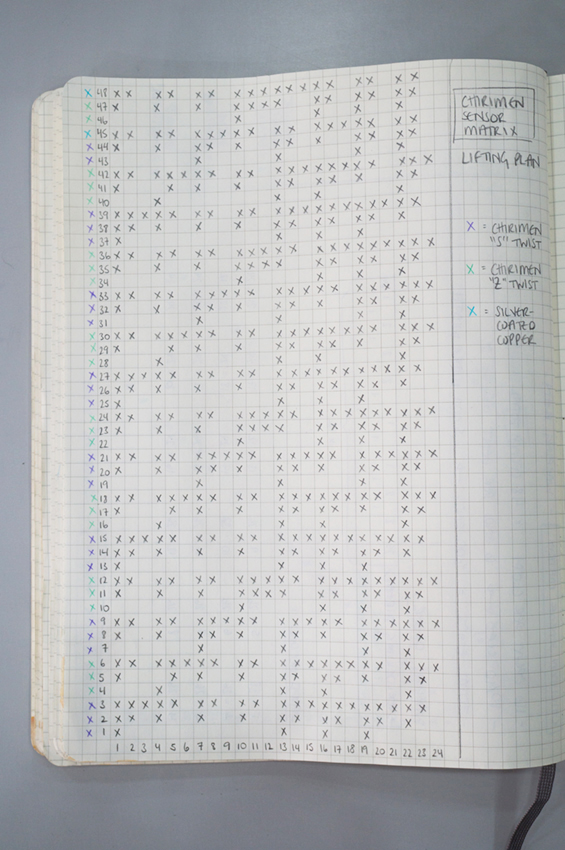 X 48
X 47
X 46
X 45
X 44
X 43
X 42
X 41
X 40
X 39
X 38
X 37
X 36
X 35
X 34
X 33
X 32
X 31
X 30
X 29
X 28
X 27
X 26
X 25
X 24
X 23
X 22
X 21
X 20
X 19
X 18
X 17
X 16
X 15
X 14
X 13
X 12
X 11
X 10
X 9
X 8
X 7
X 6
X 5
X 4
X 3
X 2
X 1
1 2 3 4 5 6 7 8 9 10 11 12 13 14 15 16 17 18 19 20 21 22 23 24
CHIRIMEN
SENSOR
MATRIX
LIFTING PLAN
X = CHIRIMEN
"S" TWIST
X = CHIRIMEN
"Z" TWIST
X = SILVER-
COATED
COPPER